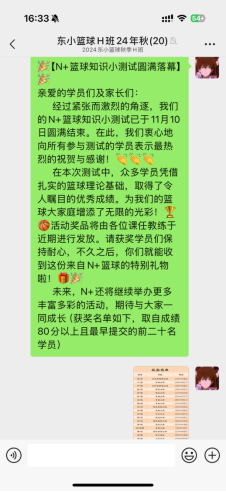 16:33
54
东小篮球H班24年秋(20)
2024东小篮球秋季H班
🎉【N+篮球知识小测试圆满落幕】
🎉
亲爱的学员们及家长们：
经过紧张而激烈的角逐，我们
的N+篮球知识小测试已于11月10
日圆满结束。在此，我们衷心地
向所有参与测试的学员表示最热
烈的祝贺与感谢！👏👏👏
在本次测试中，众多学员凭借
扎实的篮球理论基础，取得了令
人瞩目的优秀成绩。为我们的篮
球大家庭增添了无限的光彩！🏆
🏀活动奖品将由各位课任教练于
近期进行发放。请获奖学员们保
持耐心，不久之后，你们就能收
到这份来自N+篮球的特别礼物
啦！🎁🎉
未来，N+还将继续举办更多
丰富多彩的活动，期待与大家一
同成长 (获奖名单如下，取自成绩
80分以上且最早提交的前二十名
学员）